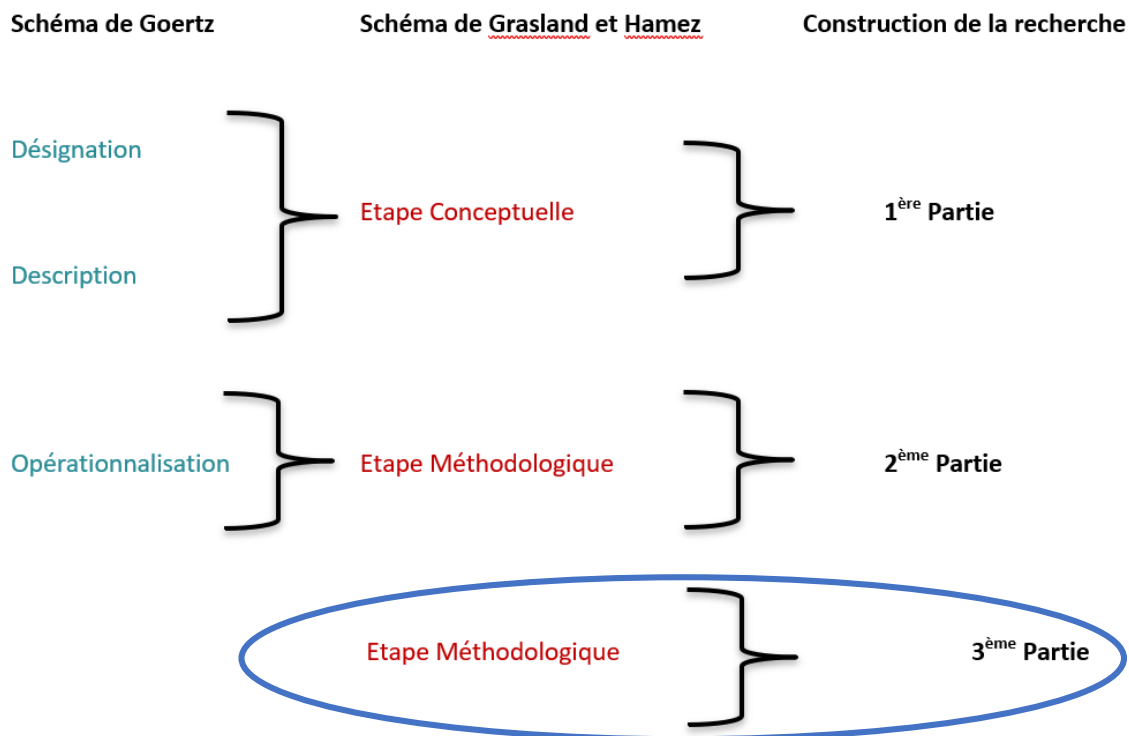 Schéma de Goertz Schéma de Grasland et Hamez Construction de la recherche
Désignation
Etape Conceptuelle 1ère Partie
Description
Opérationnalisation Etape Méthodologique 2ème Partie
Etape Méthodologique 3ème Partie